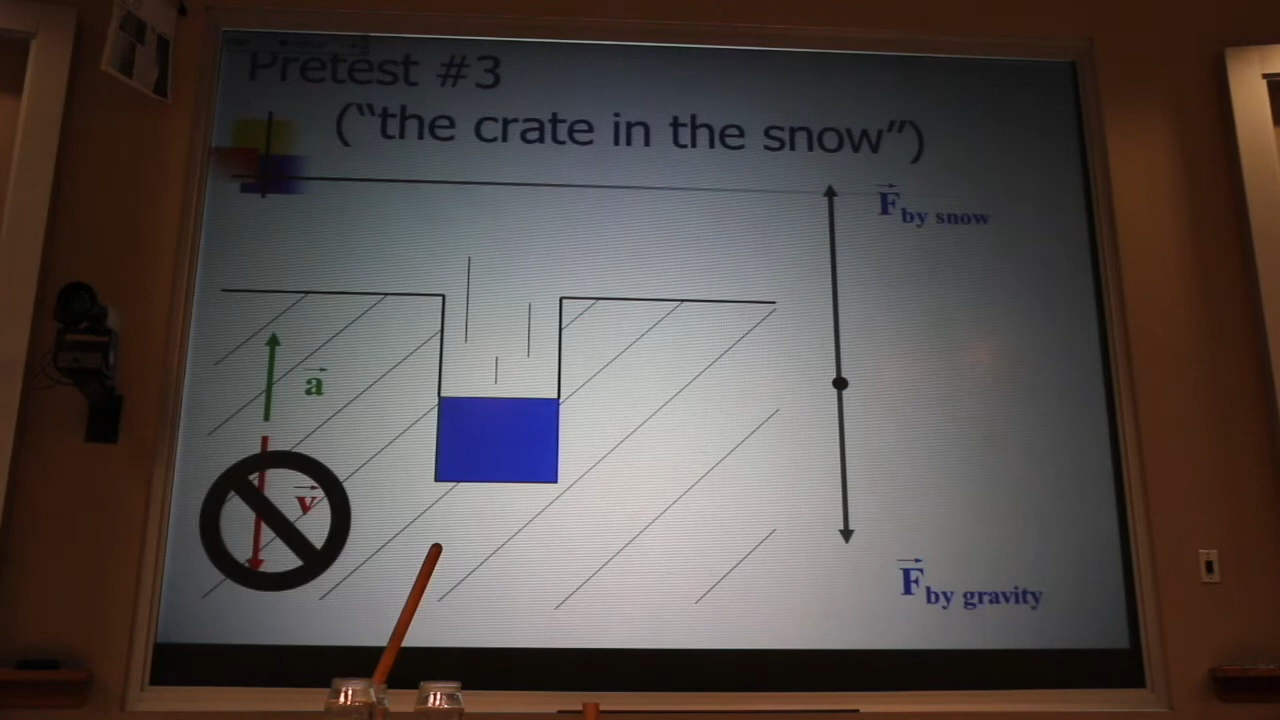 Pretest #3
("the crate in the snow")
F by snow
a
v
F by gravity